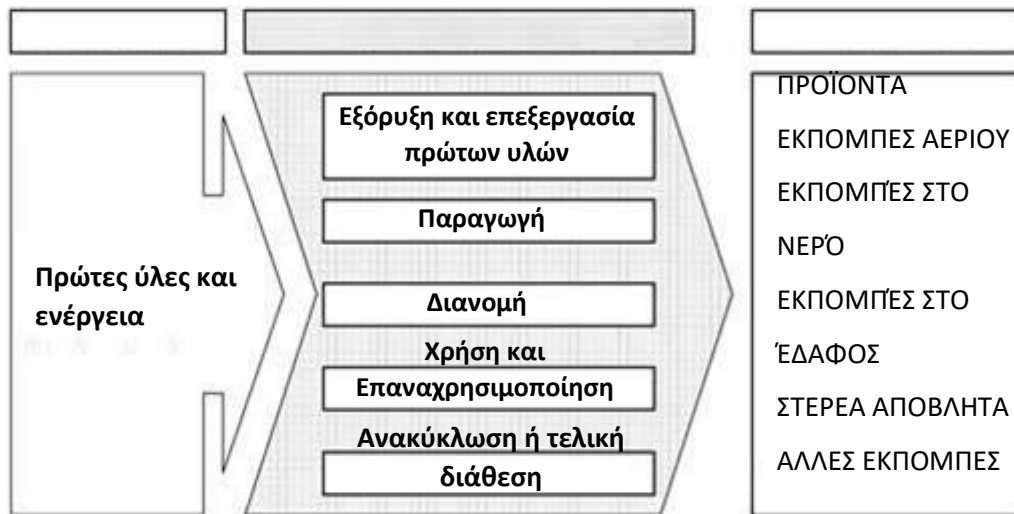 Πρώτες ύλες και
ενέργεια
Εξόρυξη και επεξεργασία
πρώτων υλών
Παραγωγή
Διανομή
Χρήση και
Επαναχρησιμοποίηση
Ανακύκλωση ή τελική
διάθεση
ΠΡΟΪΟΝΤΑ
ΕΚΠΟΜΠΕΣ ΑΕΡΙΟΥ
ΕΚΠΟΜΠΈΣ ΣΤΟ
ΝΕΡΌ
ΕΚΠΟΜΠΈΣ ΣΤΟ
ΈΔΑΦΟΣ
ΣΤΕΡΕΑ ΑΠΟΒΛΗΤΑ
ΑΛΛΕΣ ΕΚΠΟΜΠΕΣ